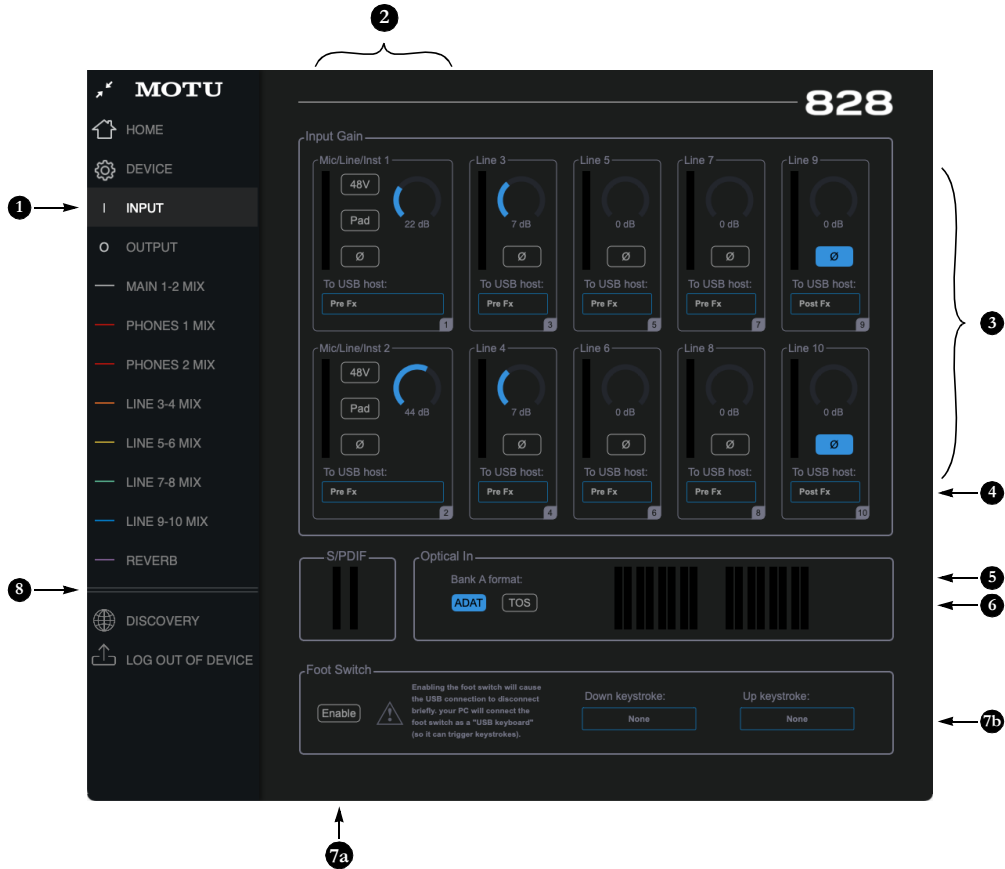 2
MOTU
828
HOME
DEVICE
1
I INPUT
O OUTPUT
MAIN 1-2 MIX
PHONES 1 MIX
PHONES 2 MIX
LINE 3-4 MIX
LINE 5-6 MIX
LINE 7-8 MIX
LINE 9-10 MIX
REVERB
8
DISCOVERY
LOG OUT OF DEVICE
Input Gain
Mic/Line/Inst 1
48V
Pad
22 dB
Ø
To USB host:
Pre Fx
1
Line 3
7 dB
Ø
To USB host:
Pre Fx
3
Line 5
0 dB
Ø
To USB host:
Pre Fx
5
Line 7
0 dB
Ø
To USB host:
Pre Fx
7
Line 9
0 dB
Ø
To USB host:
Post Fx
9
3
Mic/Line/Inst 2
48V
Pad
44 dB
Ø
To USB host:
Pre Fx
2
Line 4
7 dB
Ø
To USB host:
Pre Fx
4
Line 6
0 dB
Ø
To USB host:
Pre Fx
6
Line 8
0 dB
Ø
To USB host:
Pre Fx
8
Line 10
0 dB
Ø
To USB host:
Post Fx
10
4
S/PDIF
Optical In
Bank A format:
ADAT TOS
5
6
Foot Switch
Enable
Enabling the foot switch will cause
the USB connection to disconnect
briefly. your PC will connect the
foot switch as a "USB keyboard"
(so it can trigger keystrokes).
Down keystroke:
None
Up keystroke:
None
7b
7a